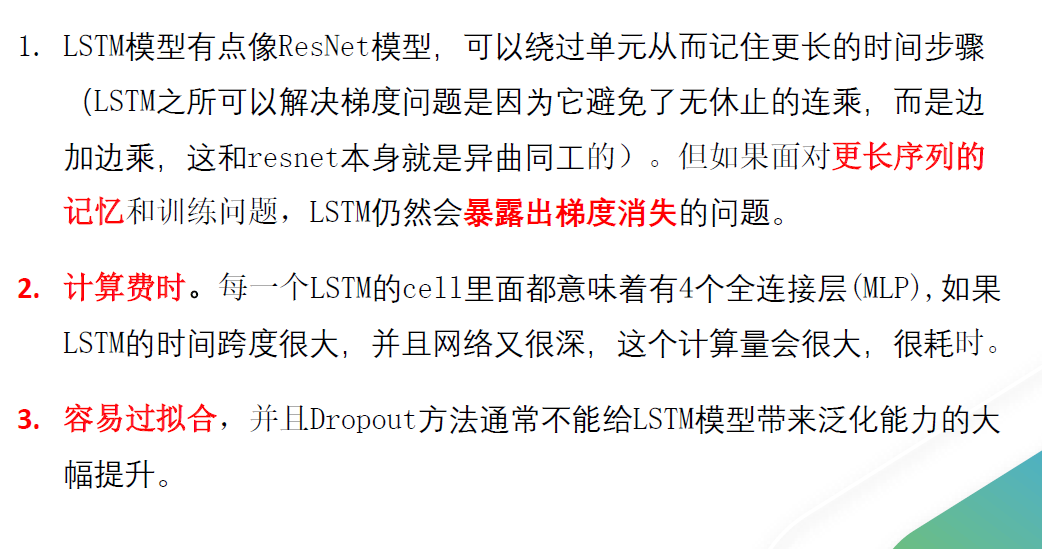 1. LSTM模型有点像ResNet模型，可以绕过单元从而记住更长的时间步骤
（LSTM之所可以解决梯度问题是因为它避免了无休止的连乘，而是边
加边乘，这和resnet本身就是异曲同工的）。但如果面对更长序列的
记忆和训练问题，LSTM仍然会暴露出梯度消失的问题。
2. 计算费时。每一个LSTM的cell里面都意味着有4个全连接层(MLP),如果
LSTM的时间跨度很大，并且网络又很深，这个计算量会很大，很耗时。
3. 容易过拟合，并且Dropout方法通常不能给LSTM模型带来泛化能力的大
幅提升。